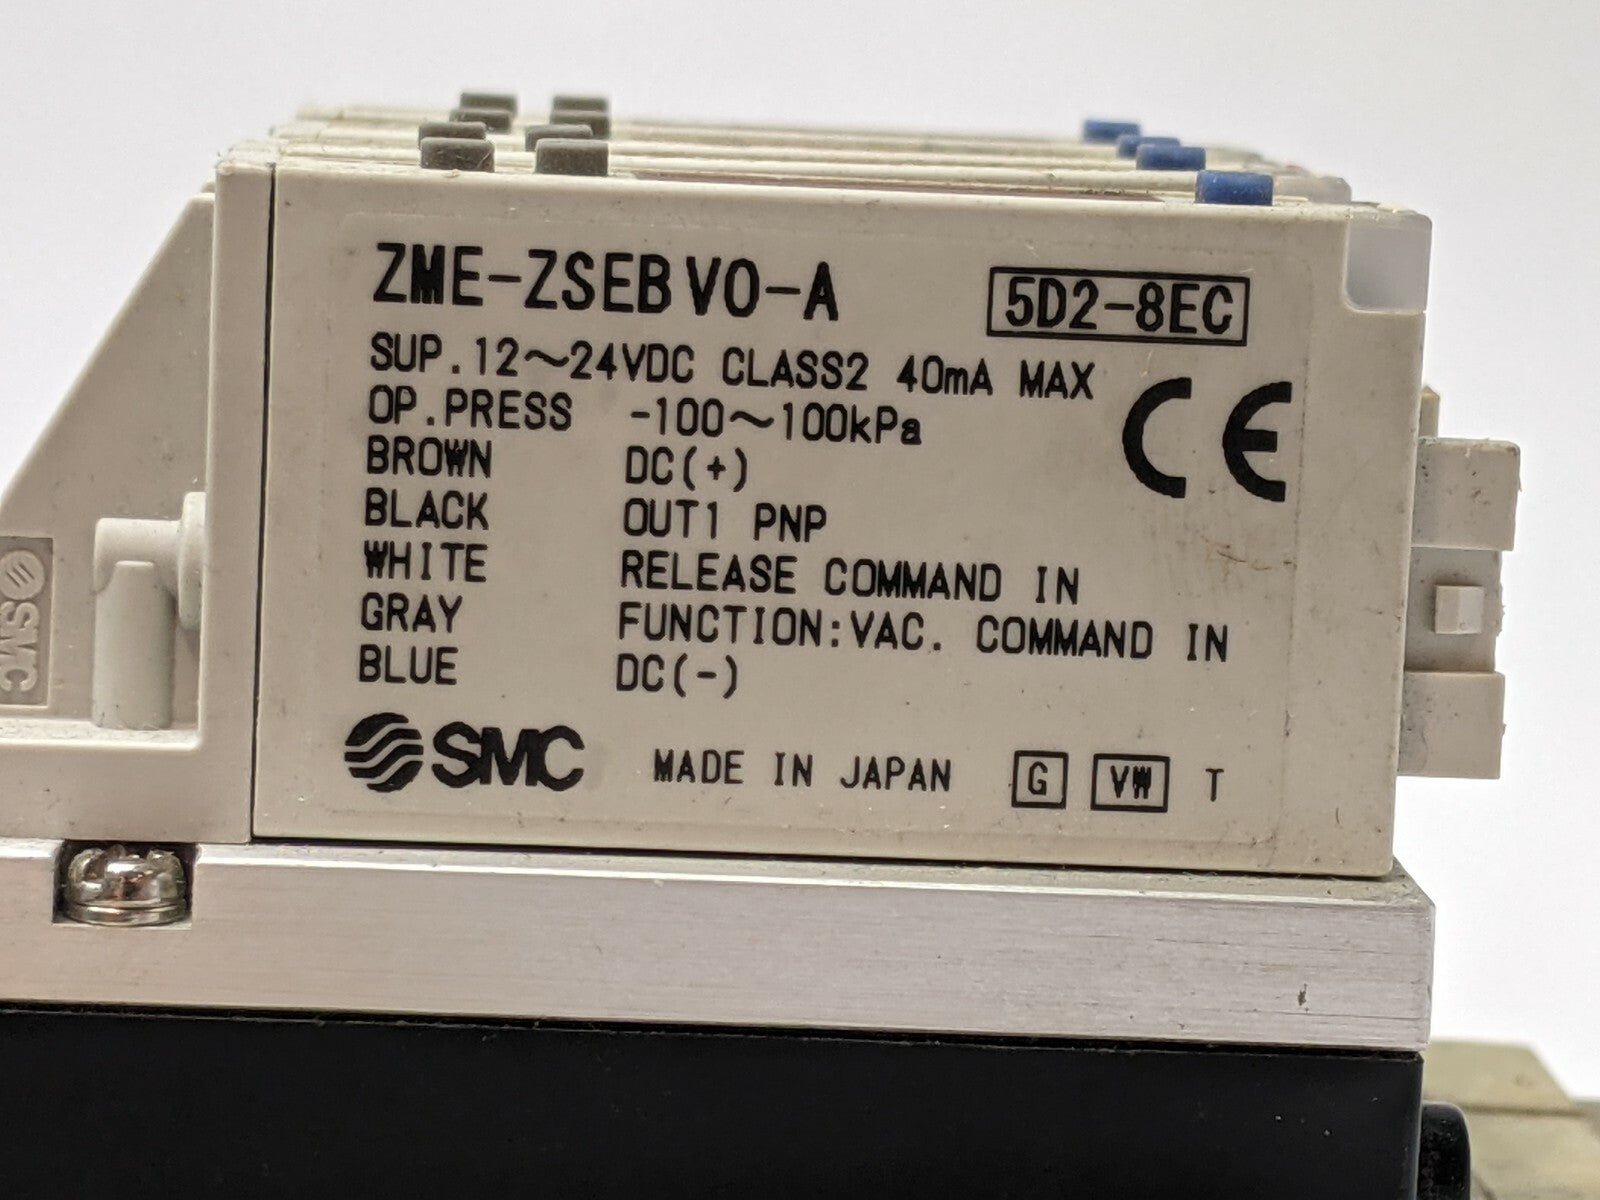 ZME-ZSEBV0-A 5D2-8EC
SUP.12~24VDC CLASS2 40mA MAX
OP.PRESS -100~100kPa
BROWN DC(+)
BLACK OUT1 PNP
WHITE RELEASE COMMAND IN
GRAY FUNCTION:VAC. COMMAND IN
BLUE DC(-)
CE
SMC MADE IN JAPAN G VW T
SMC